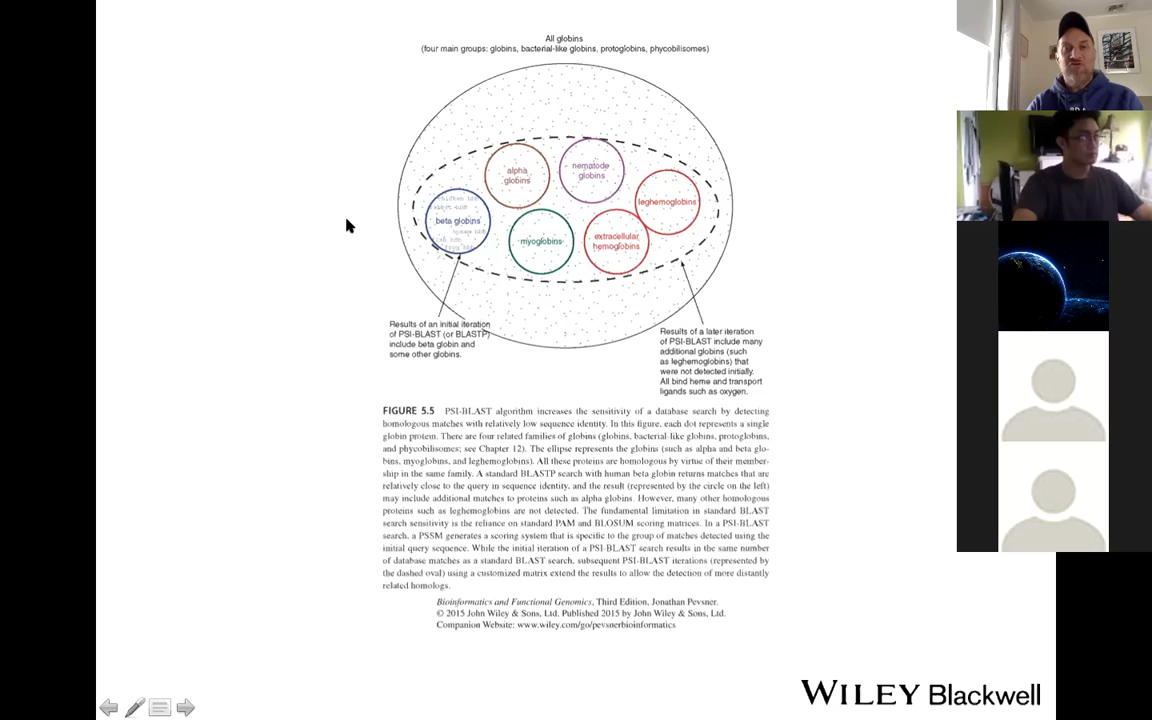 All globins
(four main groups: globins, bacterial-like globins, protoglobins, phycobilisomes)
alpha
globins
nematode
globins
leghemoglobins
beta globins
myoglobins
extracellular
hemoglobins
Results of an initial iteration
of PSI-BLAST (or BLASTP)
include beta globin and
some other globins.
Results of a later iteration
of PSI-BLAST include many
additional globins (such
as leghemoglobins) that
were not detected initially.
All bind heme and transport
ligands such as oxygen.
FIGURE 5.5 PSI-BLAST algorithm increases the sensitivity of a database search by detecting
homologous matches with relatively low sequence identity. In this figure, each dot represents a single
globin protein. There are four related families of globins (globins, bacterial-like globins, protoglobins,
and phycobilisomes; see Chapter 12). The ellipse represents the globins (such as alpha and beta glo-
bins, myoglobins, and leghemoglobins). All these proteins are homologous by virtue of their member-
ship in the same family. A standard BLASTP search with human beta globin returns matches that are
relatively close to the query in sequence identity, and the result (represented by the circle on the left)
may include additional matches to proteins such as alpha globins. However, many other homologous
proteins such as leghemoglobins are not detected. The fundamental limitation in standard BLAST
search sensitivity is the reliance on standard PAM and BLOSUM scoring matrices. In a PSI-BLAST
search, a PSSM generates a scoring system that is specific to the group of matches detected using the
initial query sequence. While the initial iteration of a PSI-BLAST search results in the same number
of database matches as a standard BLAST search, subsequent PSI-BLAST iterations (represented by
the dashed oval) using a customized matrix extend the results to allow the detection of more distantly
related homologs.
Bioinformatics and Functional Genomics, Third Edition, Jonathan Pevsner.
© 2015 John Wiley & Sons, Ltd. Published 2015 by John Wiley & Sons, Ltd.
Companion Website: www.wiley.com/go/pevsnerbioinformatics
WILEY Blackwell